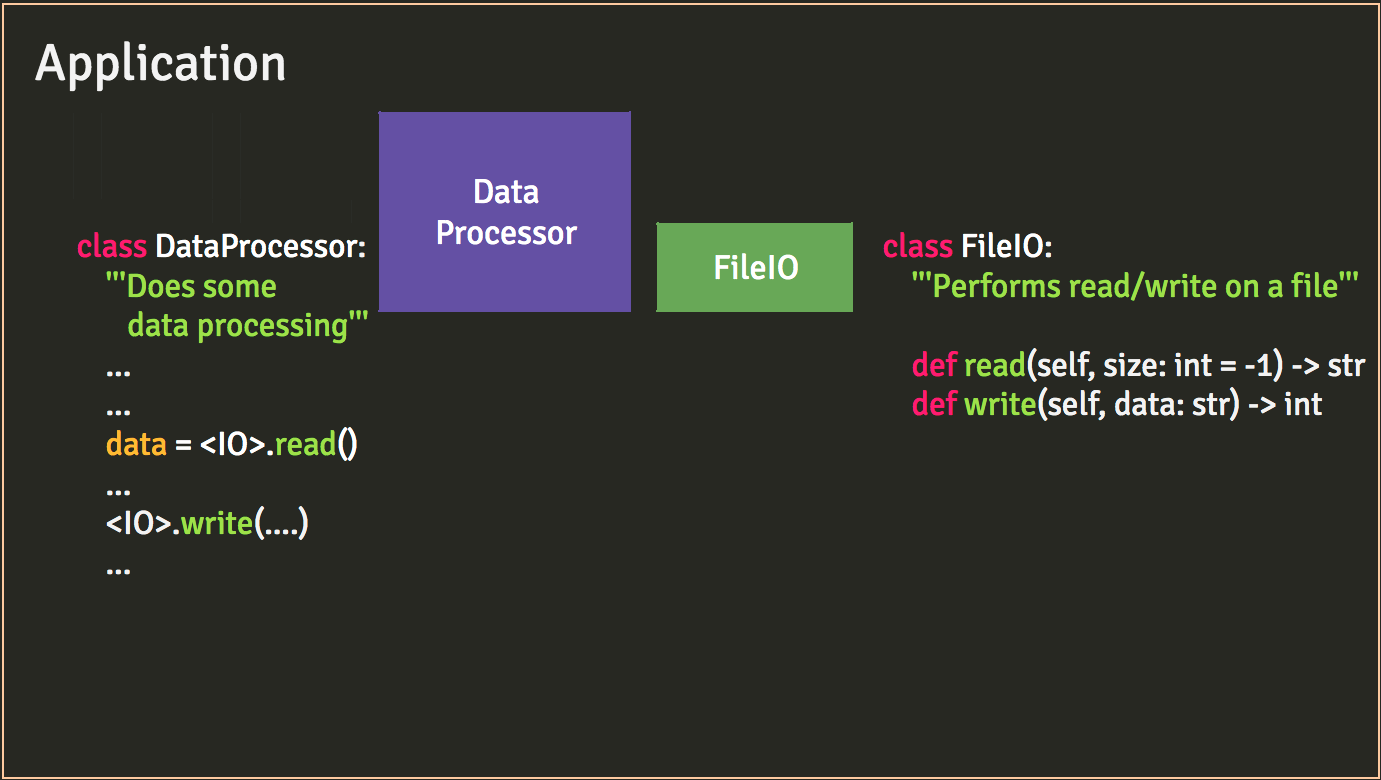 Application
Data
Processor
FileIO
class DataProcessor:
'''Does some
data processing'''
...
...
data = <IO>.read()
...
<IO>.write(....)
...
class FileIO:
'''Performs read/write on a file'''
def read(self, size: int = -1) -> str
def write(self, data: str) -> int